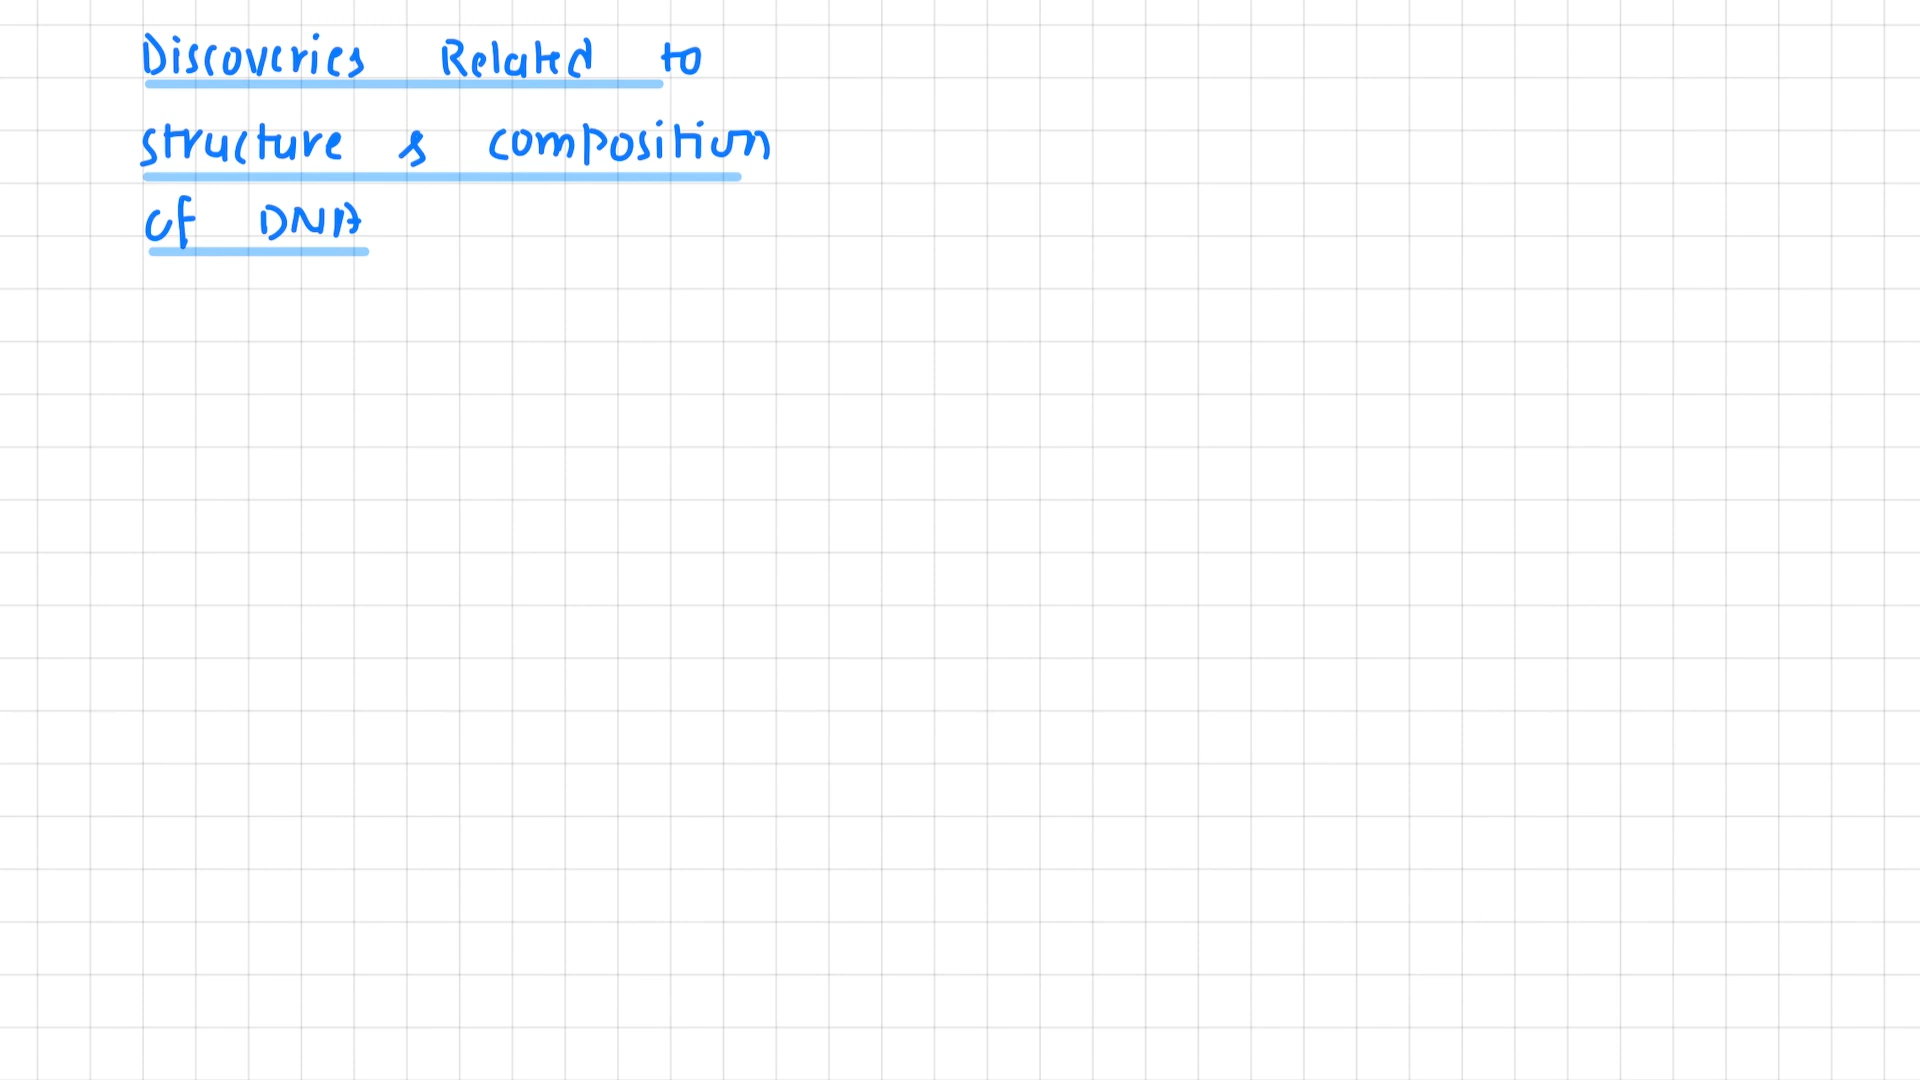 Discoveries Related to
structure & composition
of DNA